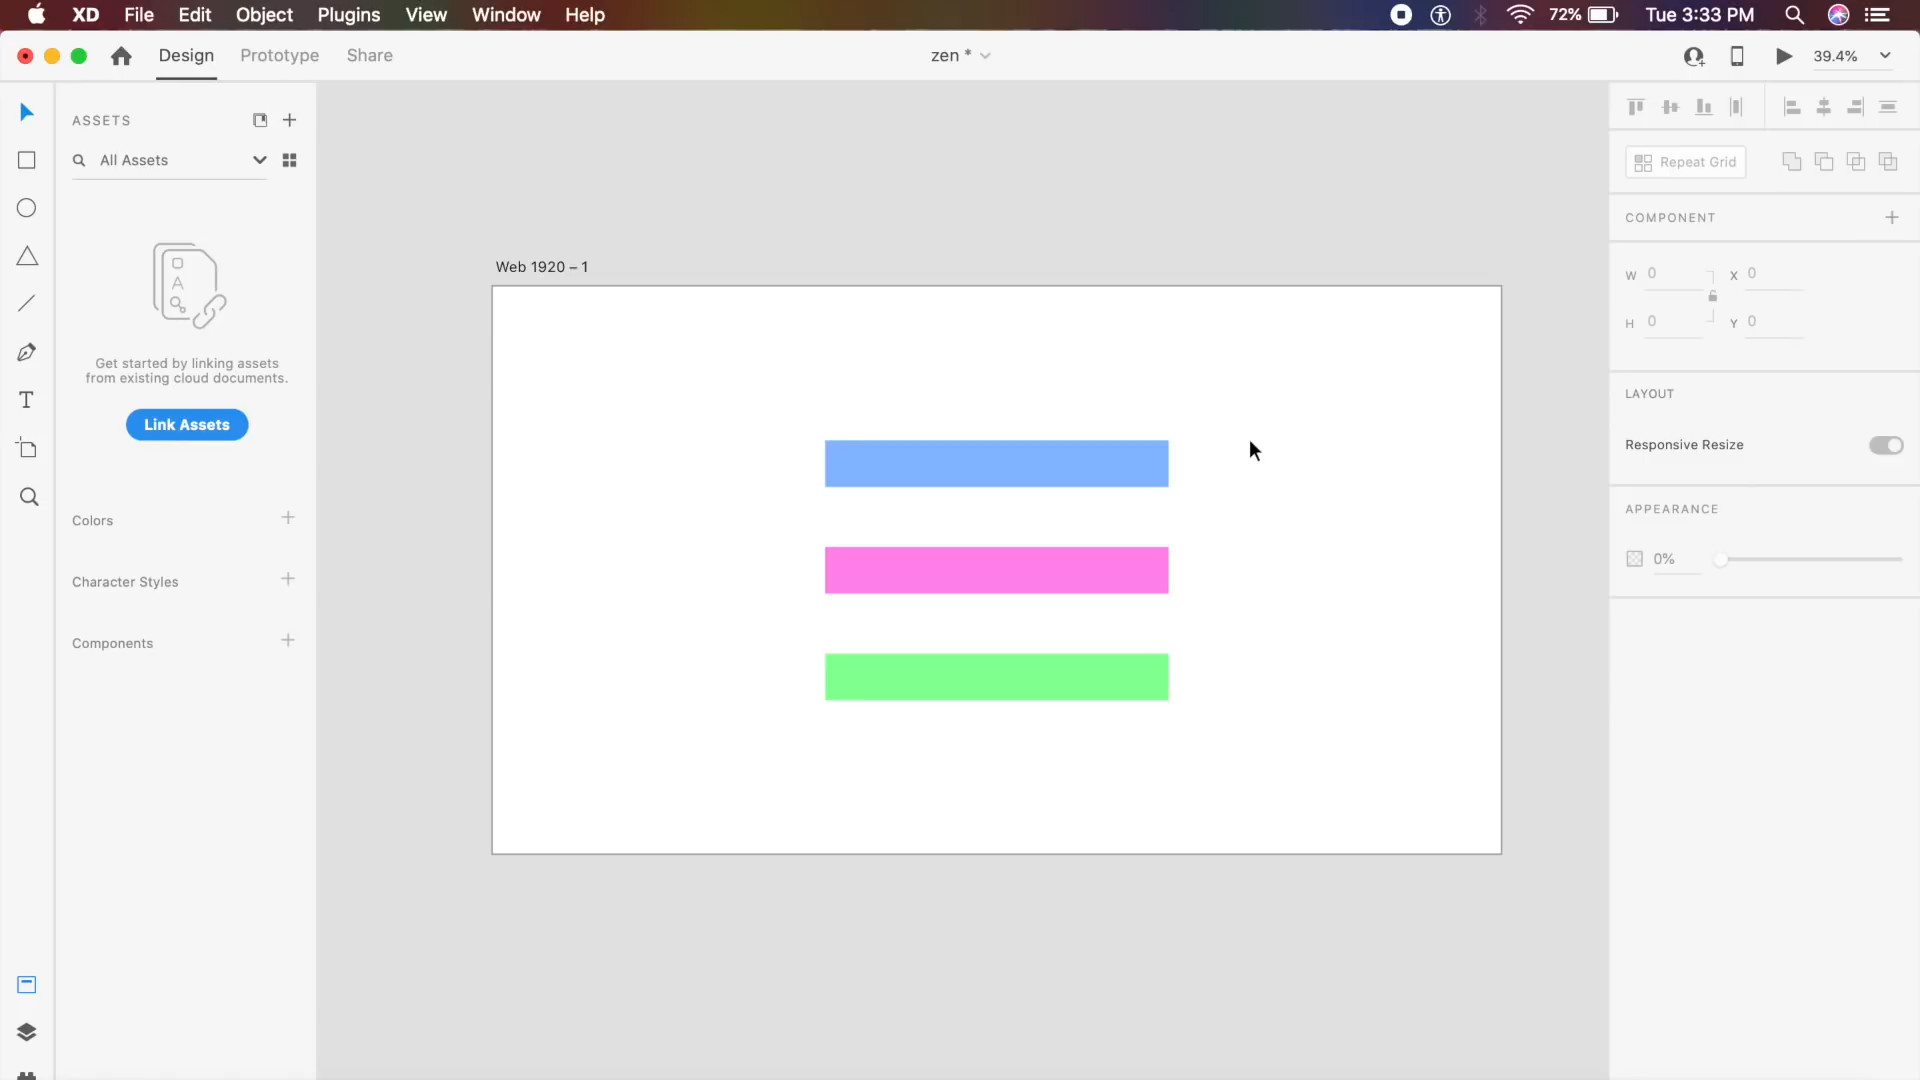 XD File Edit Object Plugins View Window Help
72% Tue 3:33 PM
Design Prototype Share
zen *
39.4%
ASSETS
All Assets
A
Get started by linking assets
from existing cloud documents.
Link Assets
Colors
Character Styles
Components
T
Web 1920 – 1
Repeat Grid
COMPONENT
W 0 X 0
H 0 Y 0
LAYOUT
Responsive Resize
APPEARANCE
0%